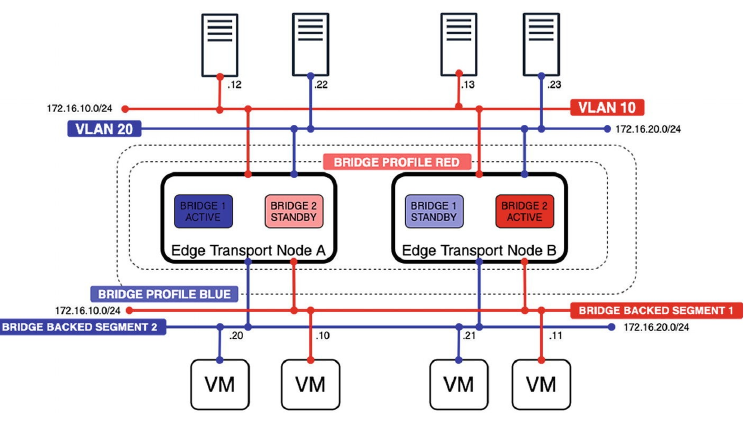 .12
.22
.13
.23
172.16.10.0/24
VLAN 10
VLAN 20
172.16.20.0/24
BRIDGE PROFILE RED
BRIDGE 1
ACTIVE
BRIDGE 2
STANDBY
BRIDGE 1
STANDBY
BRIDGE 2
ACTIVE
Edge Transport Node A
Edge Transport Node B
BRIDGE PROFILE BLUE
172.16.10.0/24
BRIDGE BACKED SEGMENT 1
BRIDGE BACKED SEGMENT 2
172.16.20.0/24
.20
.10
.21
.11
VM
VM
VM
VM